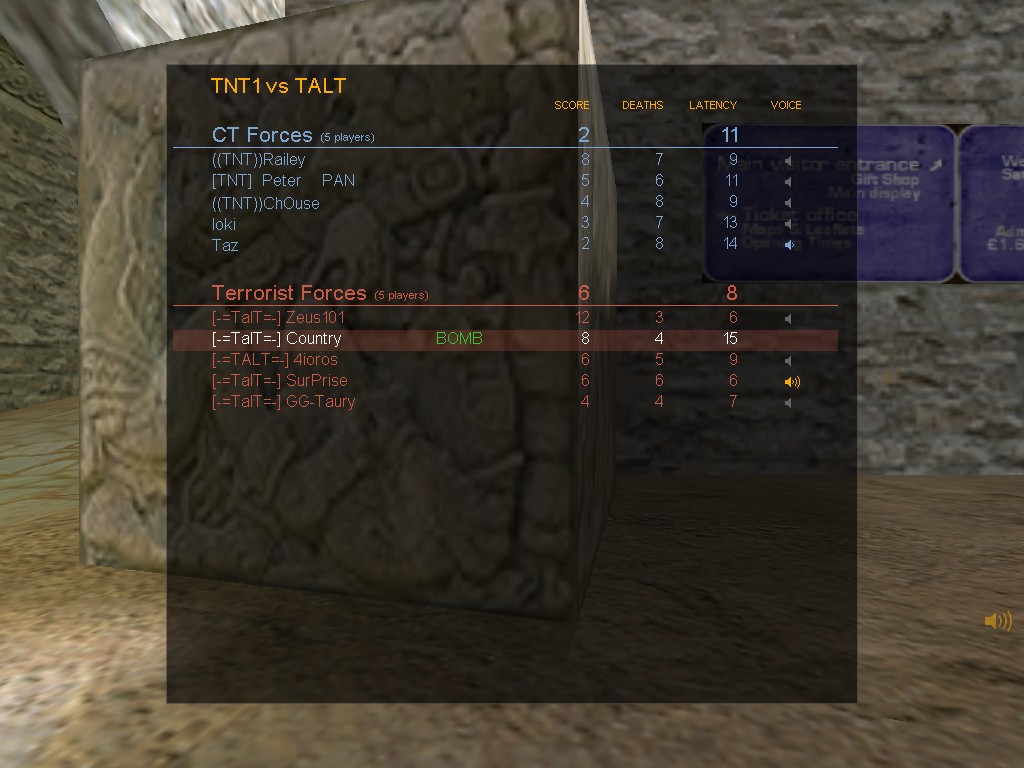 TNT1 vs TALT
SCORE DEATHS LATENCY VOICE
CT Forces (5 players) 2 11
((TNT))Railey 8 7 9
[TNT] Peter PAN 5 6 11
((TNT))ChOuse 4 8 9
loki 3 7 13
Taz 2 8 14
Terrorist Forces (5 players) 6 8
[-=TalT=-] Zeus101 12 3 6
[-=TalT=-] Country BOMB 8 4 15
[-=TALT=-] 4ioros 6 5 9
[-=TalT=-] SurPrise 6 6 6
[-=TalT=-] GG-Taury 4 4 7
Main visitor entrance
Gift Shop
Main display
Ticket office
Maps & Leaflets
Opening Times